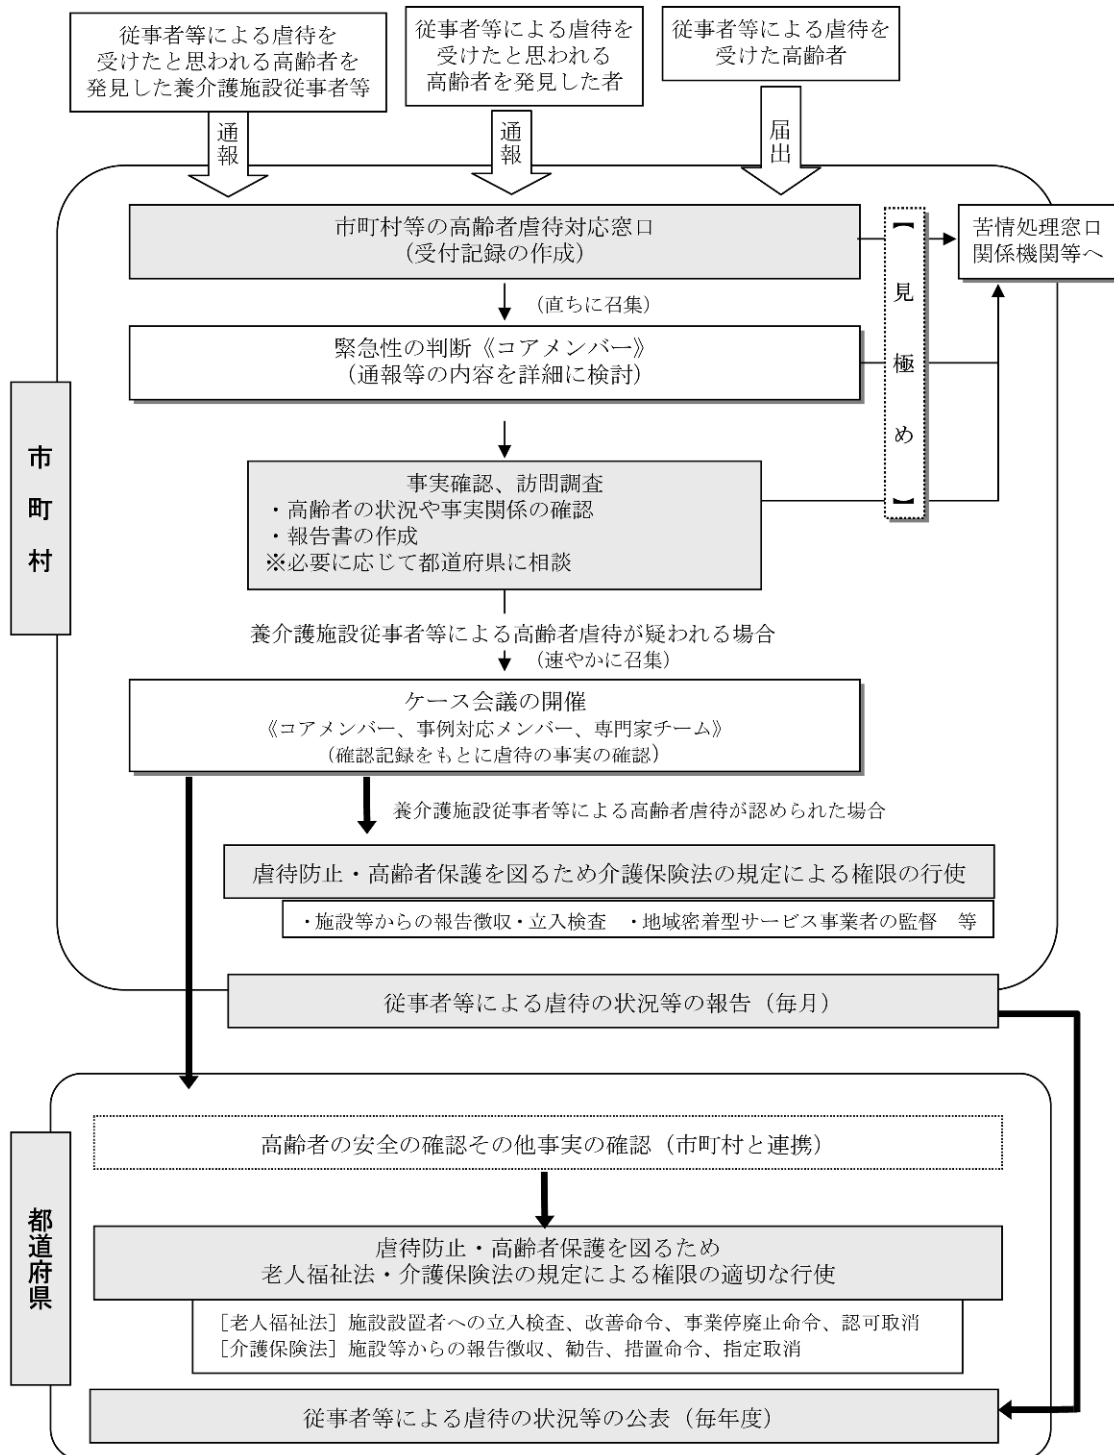 従事者等による虐待を
受けたと思われる高齢者を
発見した養介護施設従事者等
従事者等による虐待を
受けたと思われる
高齢者を発見した者
従事者等による虐待を
受けた高齢者
通報
通報
届出
市町村等の高齢者虐待対応窓口
(受付記録の作成)
【見極め】
苦情処理窓口
関係機関等へ
(直ちに召集)
緊急性の判断《コアメンバー》
(通報等の内容を詳細に検討)
市町村
事実確認、訪問調査
・高齢者の状況や事実関係の確認
・報告書の作成
※必要に応じて都道府県に相談
養介護施設従事者等による高齢者虐待が疑われる場合
(速やかに召集)
ケース会議の開催
《コアメンバー、事例対応メンバー、専門家チーム》
(確認記録をもとに虐待の事実の確認)
養介護施設従事者等による高齢者虐待が認められた場合
虐待防止・高齢者保護を図るため介護保険法の規定による権限の行使
・施設等からの報告徴収・立入検査 ・地域密着型サービス事業者の監督 等
従事者等による虐待の状況等の報告(毎月)
都道府県
高齢者の安全の確認その他事実の確認(市町村と連携)
虐待防止・高齢者保護を図るため
老人福祉法・介護保険法の規定による権限の適切な行使
[老人福祉法]施設設置者への立入検査、改善命令、事業停廃止命令、認可取消
[介護保険法]施設等からの報告徴収、勧告、措置命令、指定取消
従事者等による虐待の状況等の公表(毎年度)